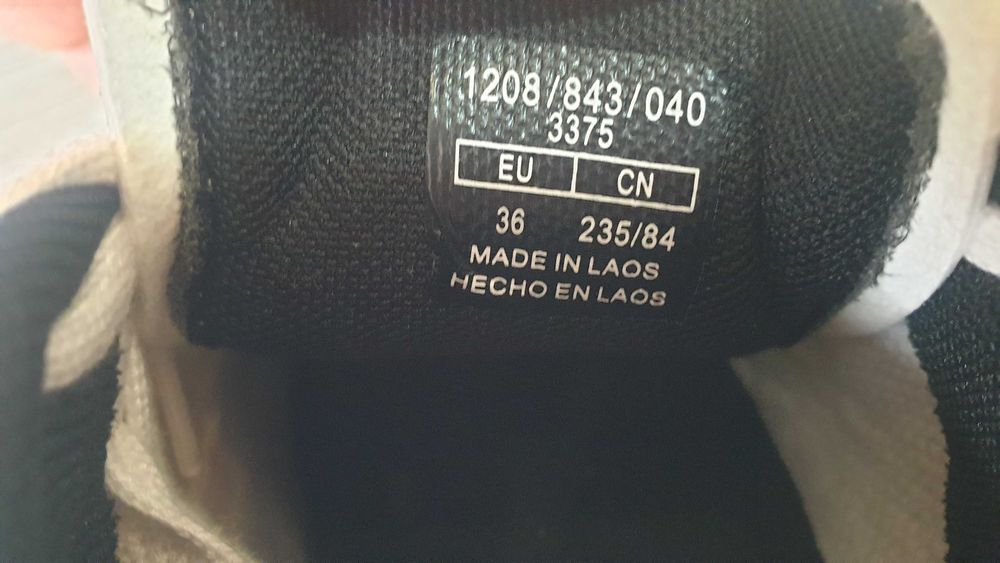 1208/843/040
3375
EU CN
36 235/84
MADE IN LAOS
HECHO EN LAOS